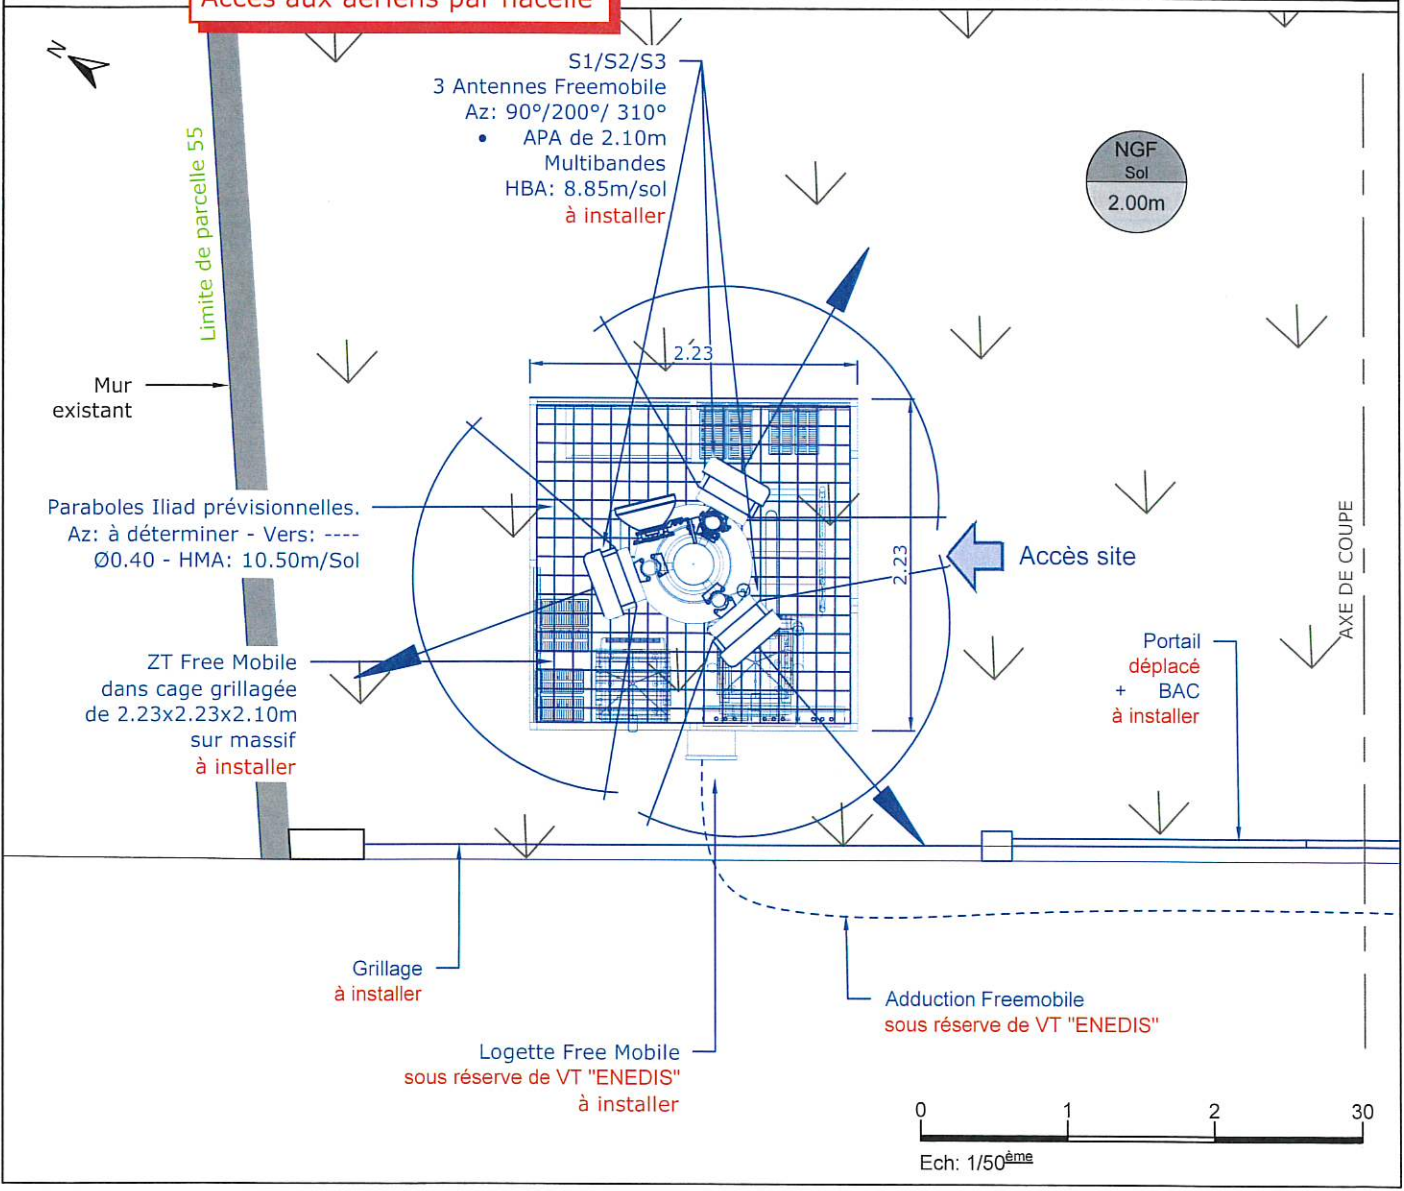 Accès aux aériens par nacelle
N
S1/S2/S3
3 Antennes Freemobile
Az: 90°/200°/ 310°
• APA de 2.10m
Multibandes
HBA: 8.85m/sol
à installer
NGF
Sol
2.00m
Limite de parcelle 55
Mur
existant
2.23
2.23
Paraboles Iliad prévisionnelles.
Az: à déterminer - Vers: ----
Ø0.40 - HMA: 10.50m/Sol
Accès site
AXE DE COUPE
ZT Free Mobile
dans cage grillagée
de 2.23x2.23x2.10m
sur massif
à installer
Portail
déplacé
+ BAC
à installer
Grillage
à installer
Adduction Freemobile
sous réserve de VT "ENEDIS"
Logette Free Mobile
sous réserve de VT "ENEDIS"
à installer
0 1 2 30
Ech: 1/50ème